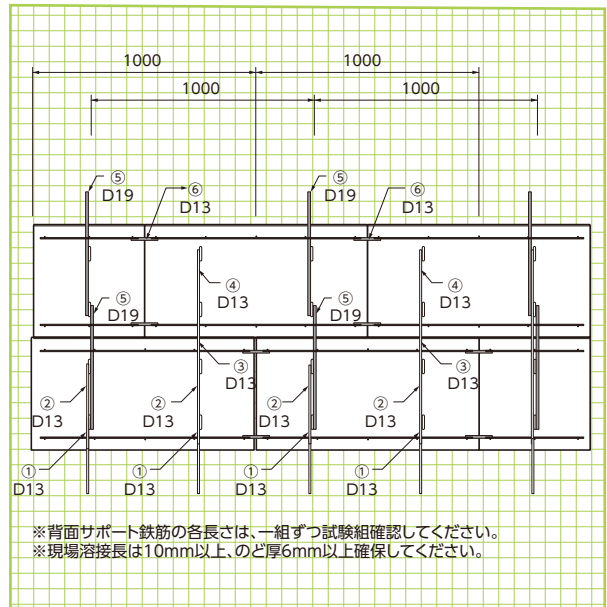 1000 1000
1000 1000
⑤ ⑥ ⑤ ⑥
D19 D13 D19 D13
④ ④
D13 D13
⑤ ⑤
D19 D19
③ ③
D13 D13
② ② ② ②
D13 D13 D13 D13
① ① ① ①
D13 D13 D13 D13
※背面サポート鉄筋の各長さは、一組ずつ試験組確認してください。
※現場溶接長は10mm以上、のど厚6mm以上確保してください。